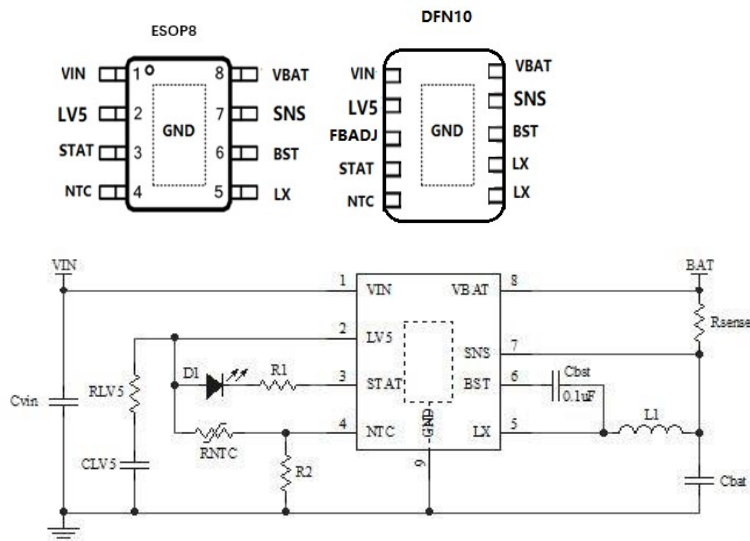 ESOP8
DFN10
VIN 1 8 VBAT
LV5 2 7 SNS
GND
STAT 3 6 BST
NTC 4 5 LX
VIN VBAT
LV5 SNS
FBADJ GND BST
STAT LX
NTC LX
VIN BAT
1 VIN VBAT 8
Rsense
2 LV5
SNS 7
D1 R1 Cbst
3 STAT BST 6
0.1uF
RLV5
Cvin
4 NTC GND LX 5 L1
RNTC
CLV5 R2 9 Cbat